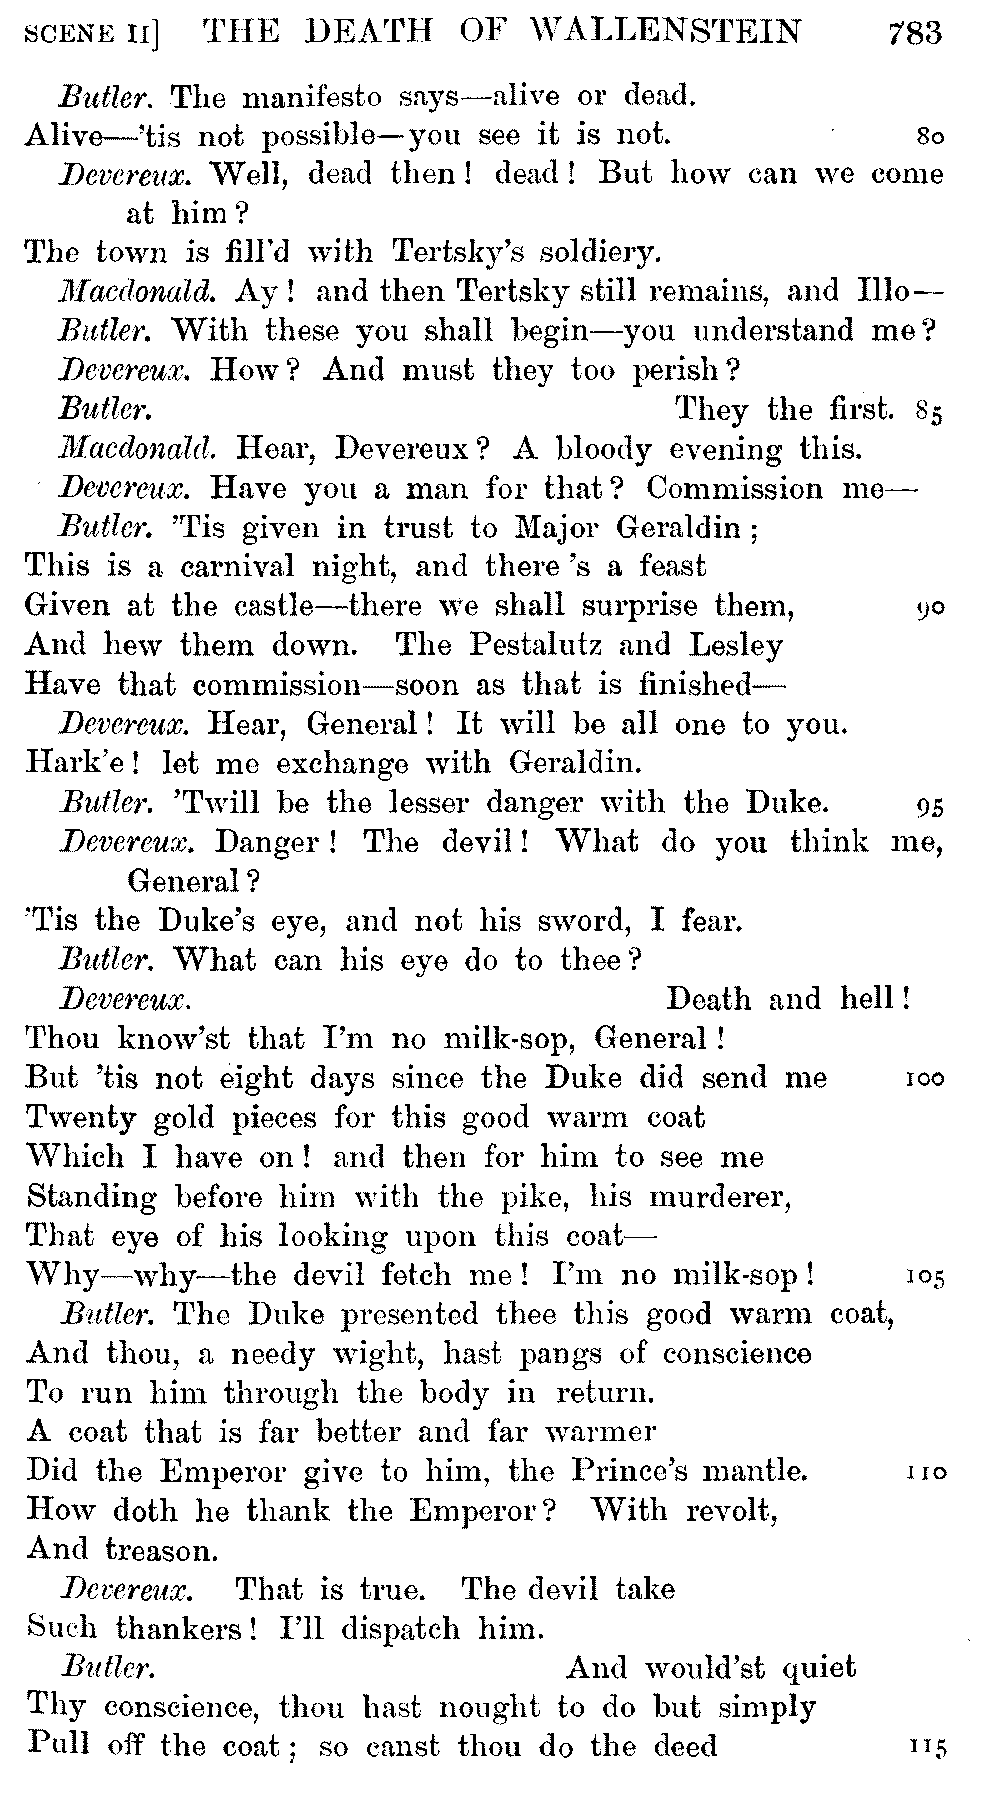 SCENE II] THE DEATH OF WALLENSTEIN 783
Butler. The manifesto says—alive or dead.
Alive—'tis not possible—you see it is not. 80
Devereux. Well, dead then! dead! But how can we come
at him?
The town is fill'd with Tertsky's soldiery.
Macdonald. Ay! and then Tertsky still remains, and Illo—
Butler. With these you shall begin—you understand me?
Devereux. How? And must they too perish?
Butler. They the first. 85
Macdonald. Hear, Devereux? A bloody evening this.
Devereux. Have you a man for that? Commission me—
Butler. 'Tis given in trust to Major Geraldin;
This is a carnival night, and there 's a feast
Given at the castle—there we shall surprise them, 90
And hew them down. The Pestalutz and Lesley
Have that commission—soon as that is finished—
Devereux. Hear, General! It will be all one to you.
Hark'e! let me exchange with Geraldin.
Butler. 'Twill be the lesser danger with the Duke. 95
Devereux. Danger! The devil! What do you think me,
General?
'Tis the Duke's eye, and not his sword, I fear.
Butler. What can his eye do to thee?
Devereux. Death and hell!
Thou know'st that I'm no milk-sop, General!
But 'tis not eight days since the Duke did send me 100
Twenty gold pieces for this good warm coat
Which I have on! and then for him to see me
Standing before him with the pike, his murderer,
That eye of his looking upon this coat—
Why—why—the devil fetch me! I'm no milk-sop! 105
Butler. The Duke presented thee this good warm coat,
And thou, a needy wight, hast pangs of conscience
To run him through the body in return.
A coat that is far better and far warmer
Did the Emperor give to him, the Prince's mantle. 110
How doth he thank the Emperor? With revolt,
And treason.
Devereux. That is true. The devil take
Such thankers! I'll dispatch him.
Butler. And would'st quiet
Thy conscience, thou hast nought to do but simply
Pull off the coat; so canst thou do the deed 115